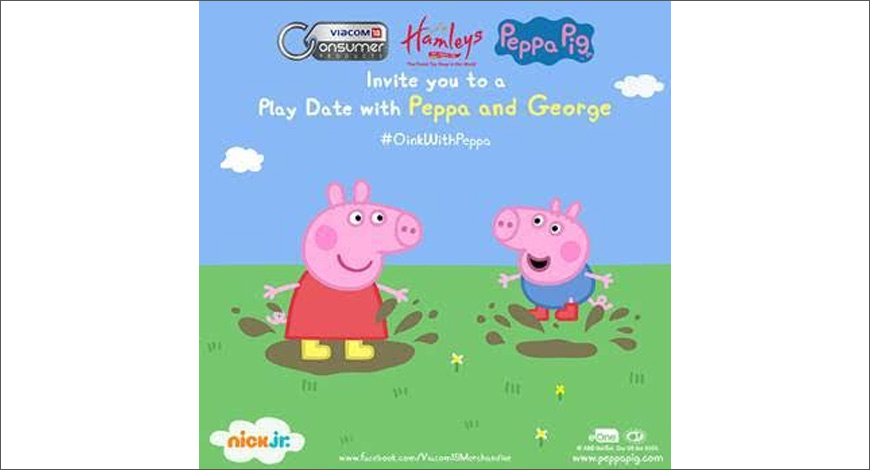 VIACOM 18
Consumer
PRODUCTS
Hamleys
The Finest Toy Shop in the World
Peppa Pig
Invite you to a
Play Date with Peppa and George
#OinkWithPeppa
nick jr.
www.facebook.com/Viacom18Merchandise
eOne
www.peppapig.com